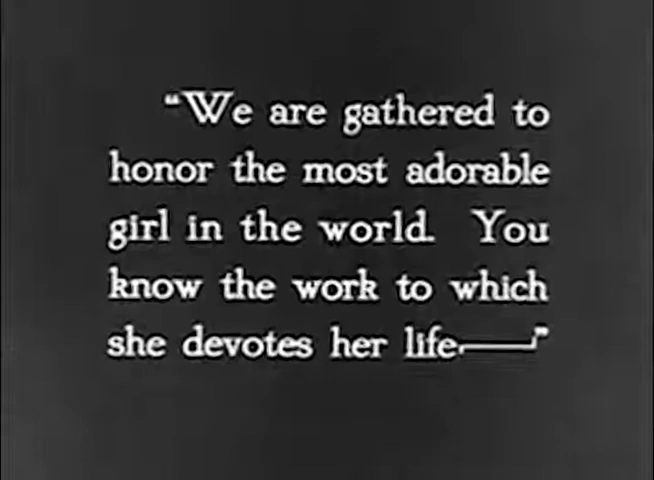 “We are gathered to
honor the most adorable
girl in the world. You
know the work to which
she devotes her life——”